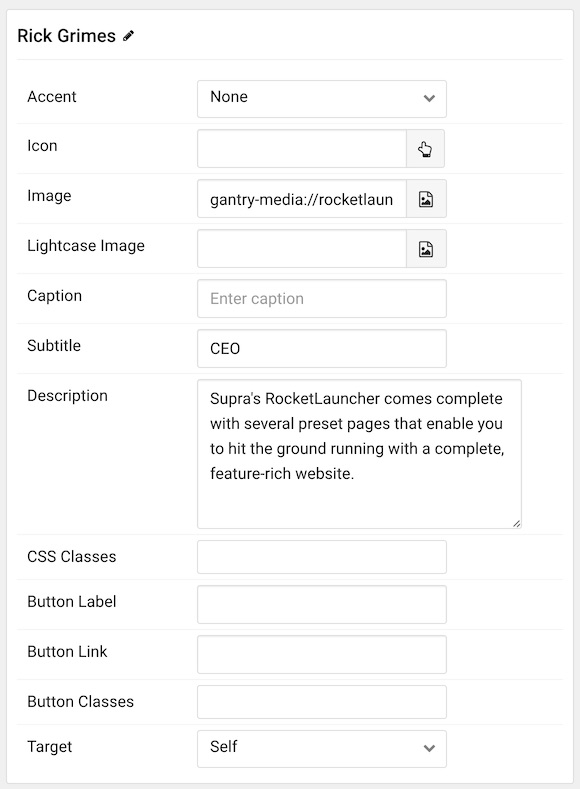 Rick Grimes
Accent
None
Icon
Image
gantry-media://rocketlaun
Lightcase Image
Caption
Enter caption
Subtitle
CEO
Description
Supra's RocketLauncher comes complete
with several preset pages that enable you
to hit the ground running with a complete,
feature-rich website.
CSS Classes
Button Label
Button Link
Button Classes
Target
Self